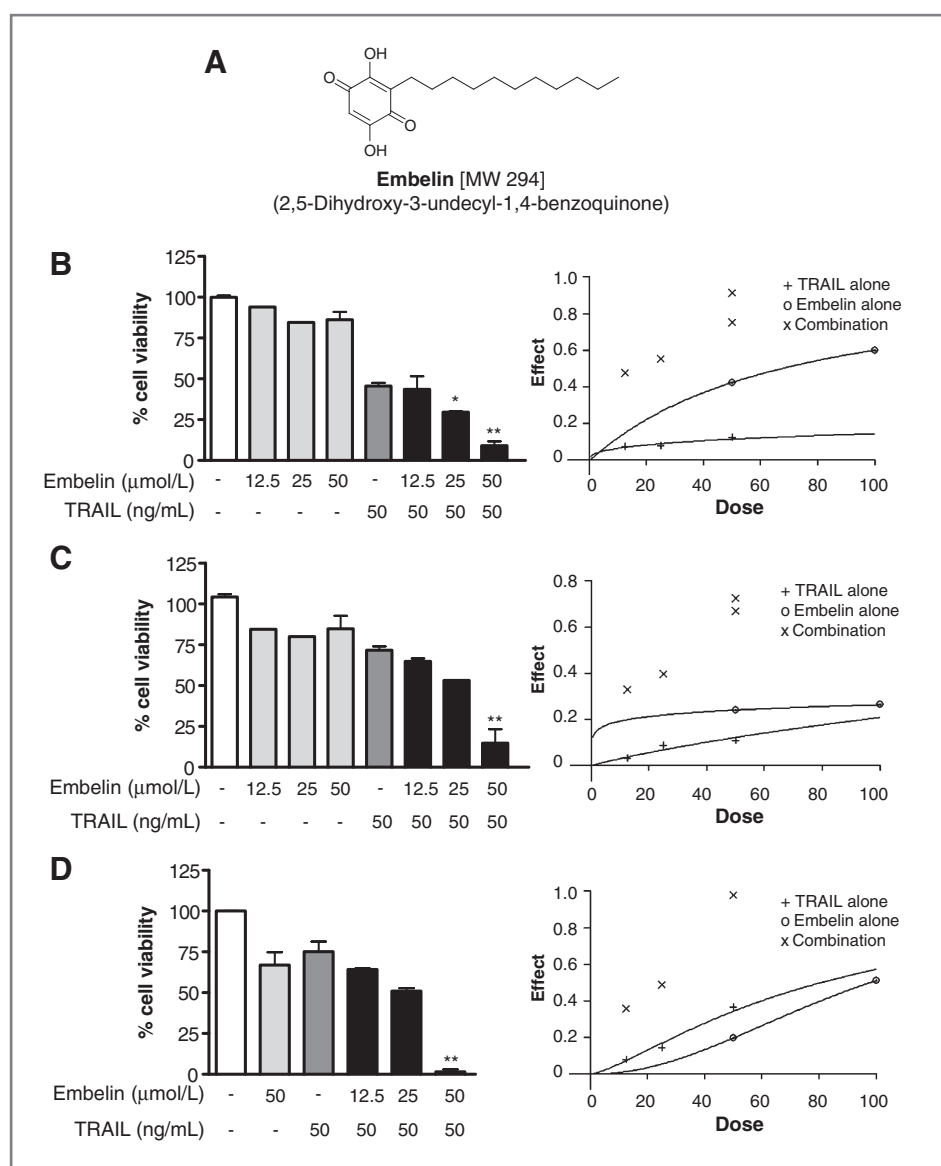 A
OH
O
O
OH
Embelin [MW 294]
(2,5-Dihydroxy-3-undecyl-1,4-benzoquinone)
B
% cell viability
125
100
75
50
25
0
* **
Embelin (μmol/L) - 12.5 25 50 - 12.5 25 50
TRAIL (ng/mL) - - - - 50 50 50 50
Effect
1.0
0.8
0.6
0.4
0.2
0
0 20 40 60 80 100
Dose
+ TRAIL alone
o Embelin alone
x Combination
C
% cell viability
125
100
75
50
25
0
**
Embelin (μmol/L) - 12.5 25 50 - 12.5 25 50
TRAIL (ng/mL) - - - - 50 50 50 50
Effect
0.8
0.6
0.4
0.2
0
0 20 40 60 80 100
Dose
+ TRAIL alone
o Embelin alone
x Combination
D
% cell viability
125
100
75
50
25
0
**
Embelin (μmol/L) - 50 - 12.5 25 50
TRAIL (ng/mL) - - 50 50 50 50
Effect
1.0
0.8
0.6
0.4
0.2
0
0 20 40 60 80 100
Dose
+ TRAIL alone
o Embelin alone
x Combination